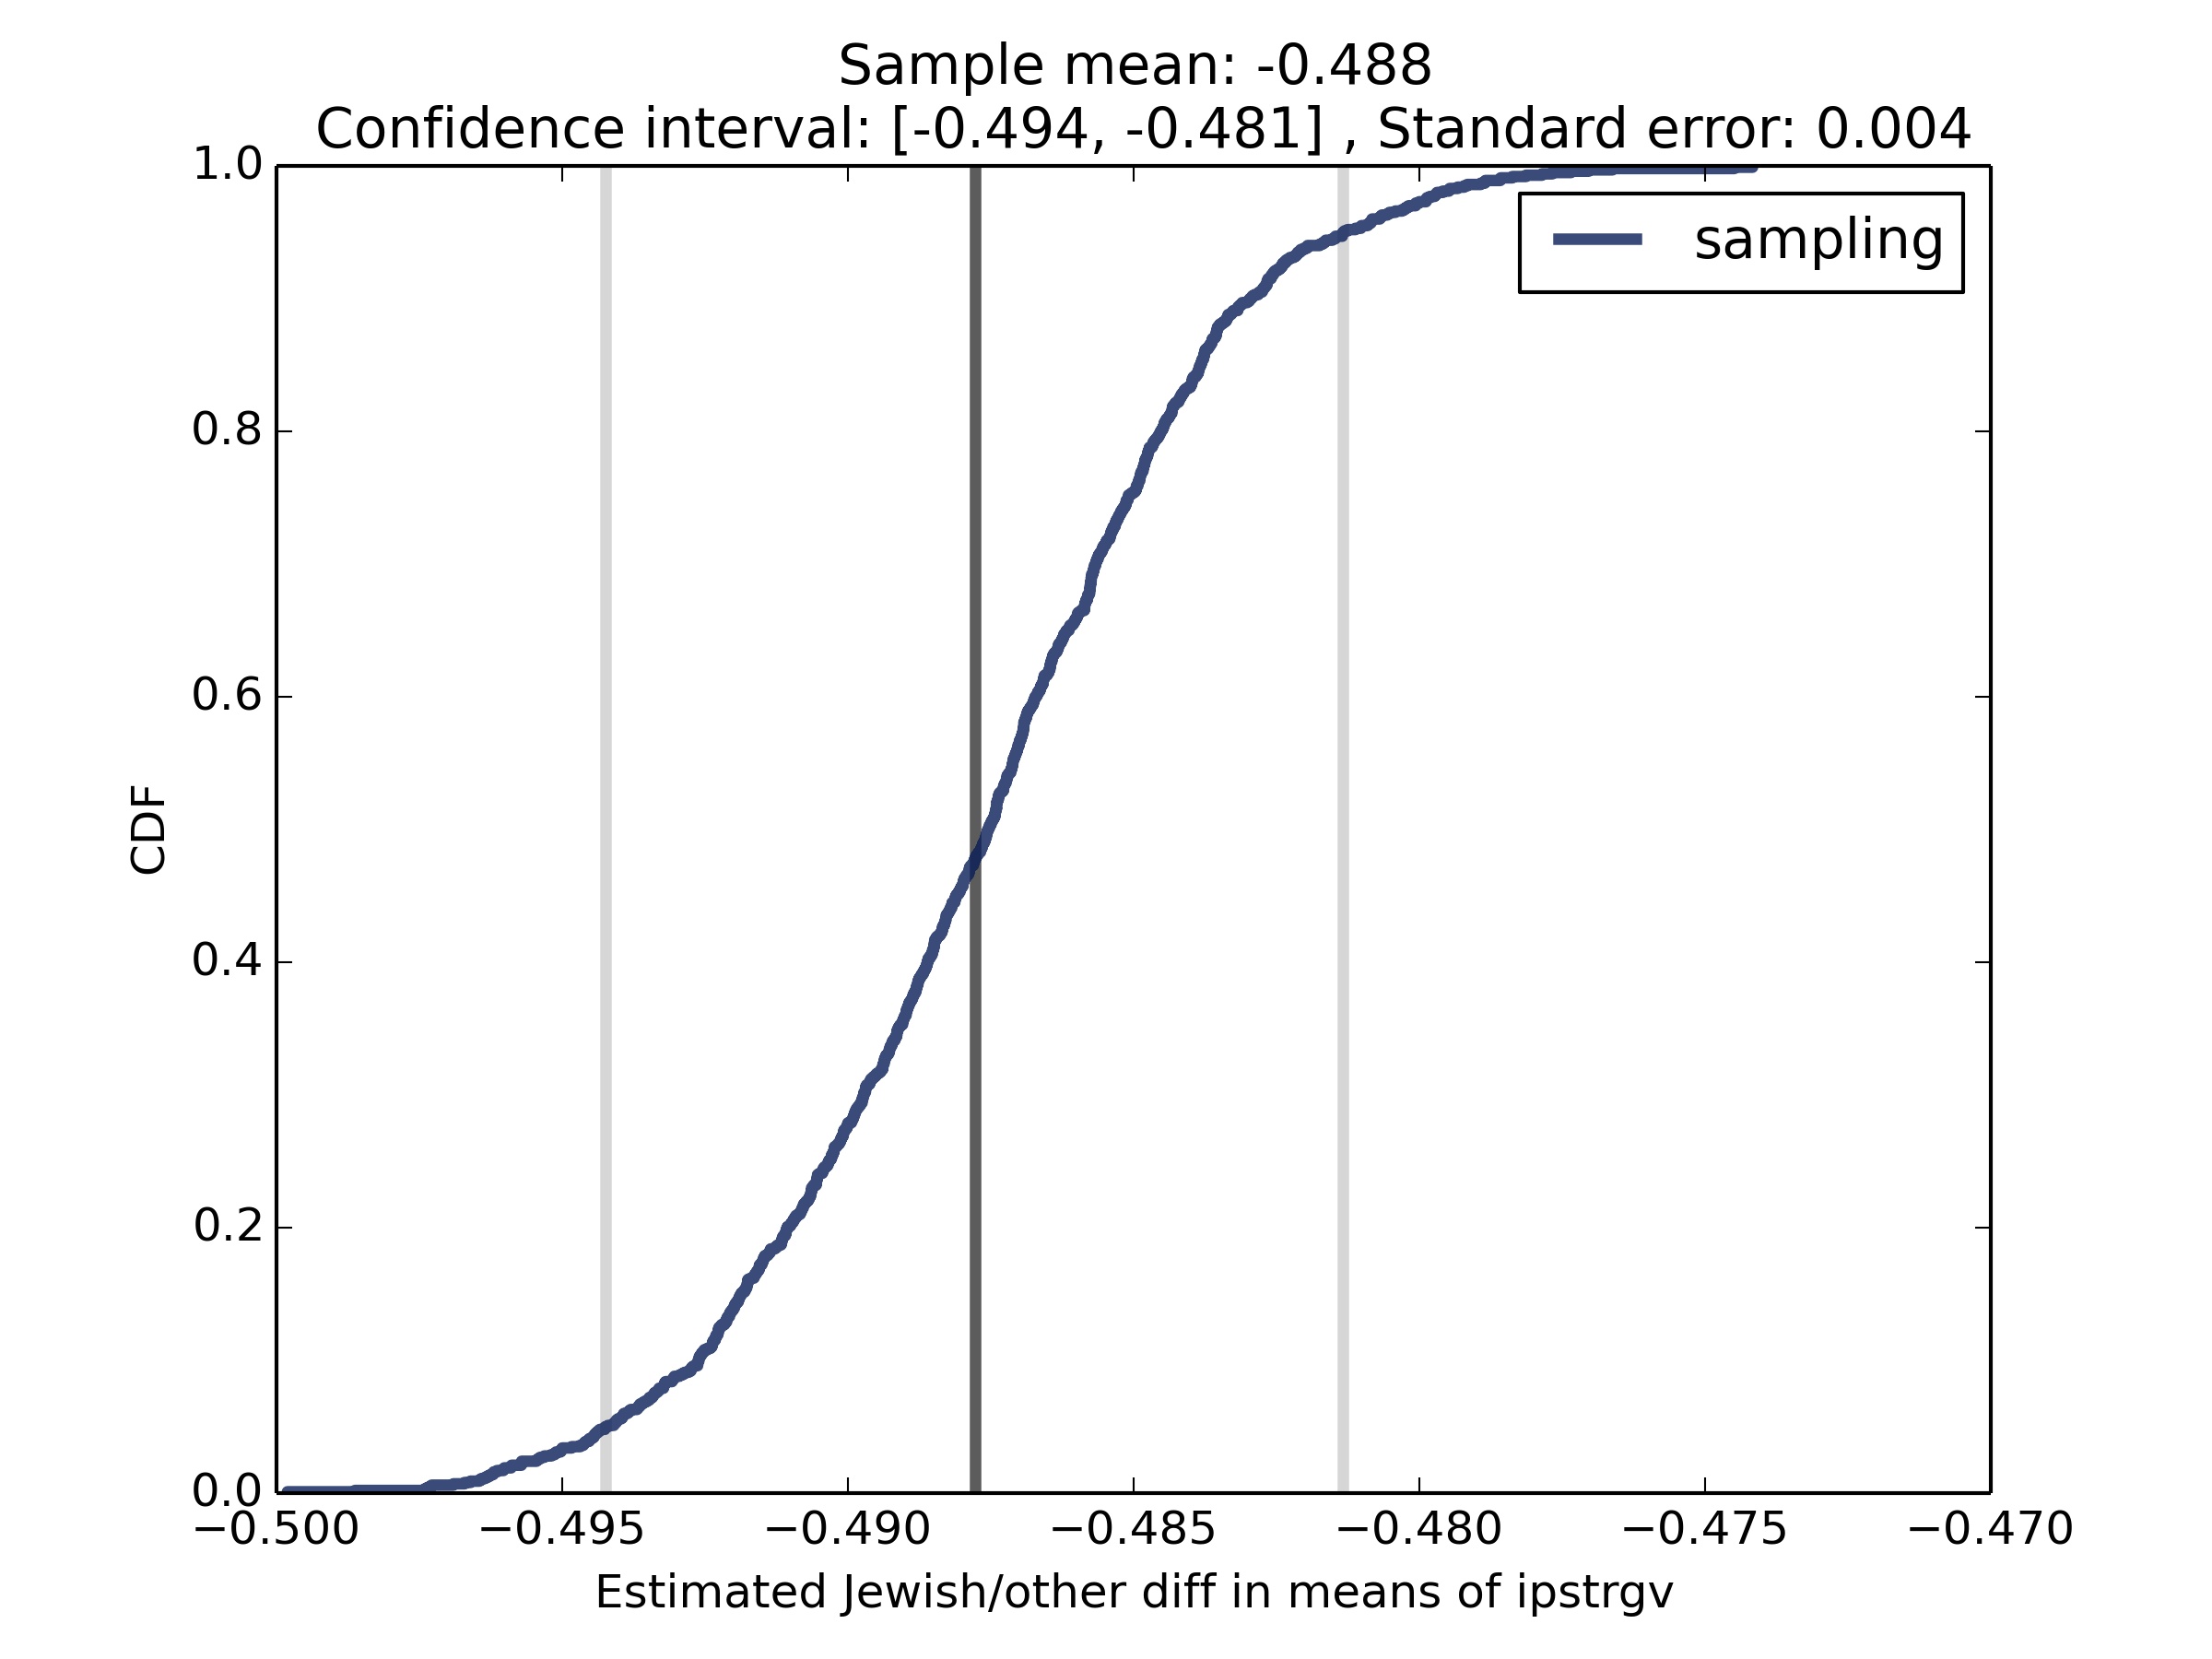 Sample mean: -0.488
Confidence interval: [-0.494, -0.481] , Standard error: 0.004
1.0
sampling
0.8
0.6
CDF
0.4
0.2
0.0
−0.500 −0.495 −0.490 −0.485 −0.480 −0.475 −0.470
Estimated Jewish/other diff in means of ipstrgv